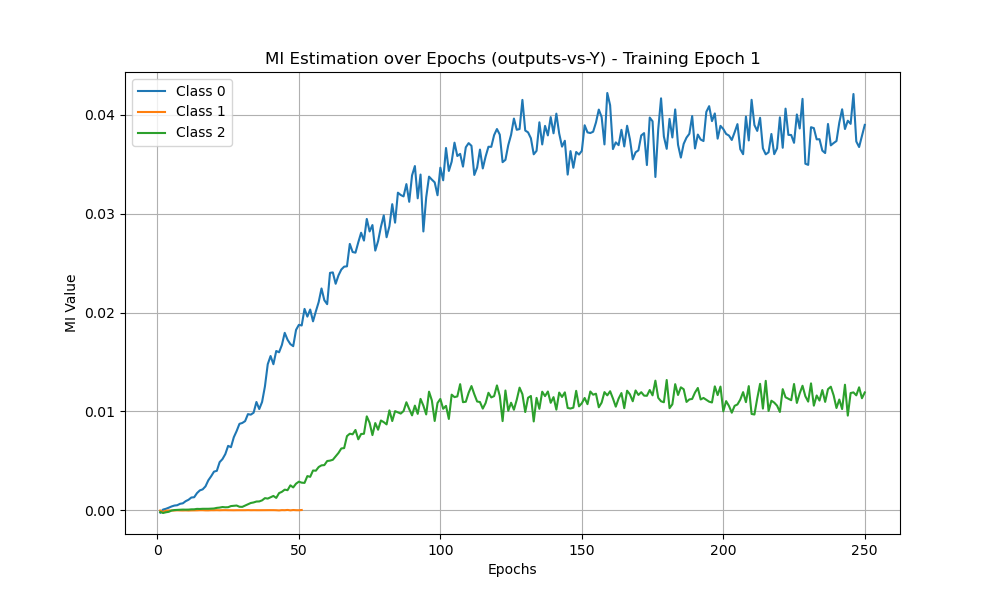 MI Estimation over Epochs (outputs-vs-Y) - Training Epoch 1
Class 0
Class 1
Class 2
MI Value
0.04
0.03
0.02
0.01
0.00
0 50 100 150 200 250
Epochs